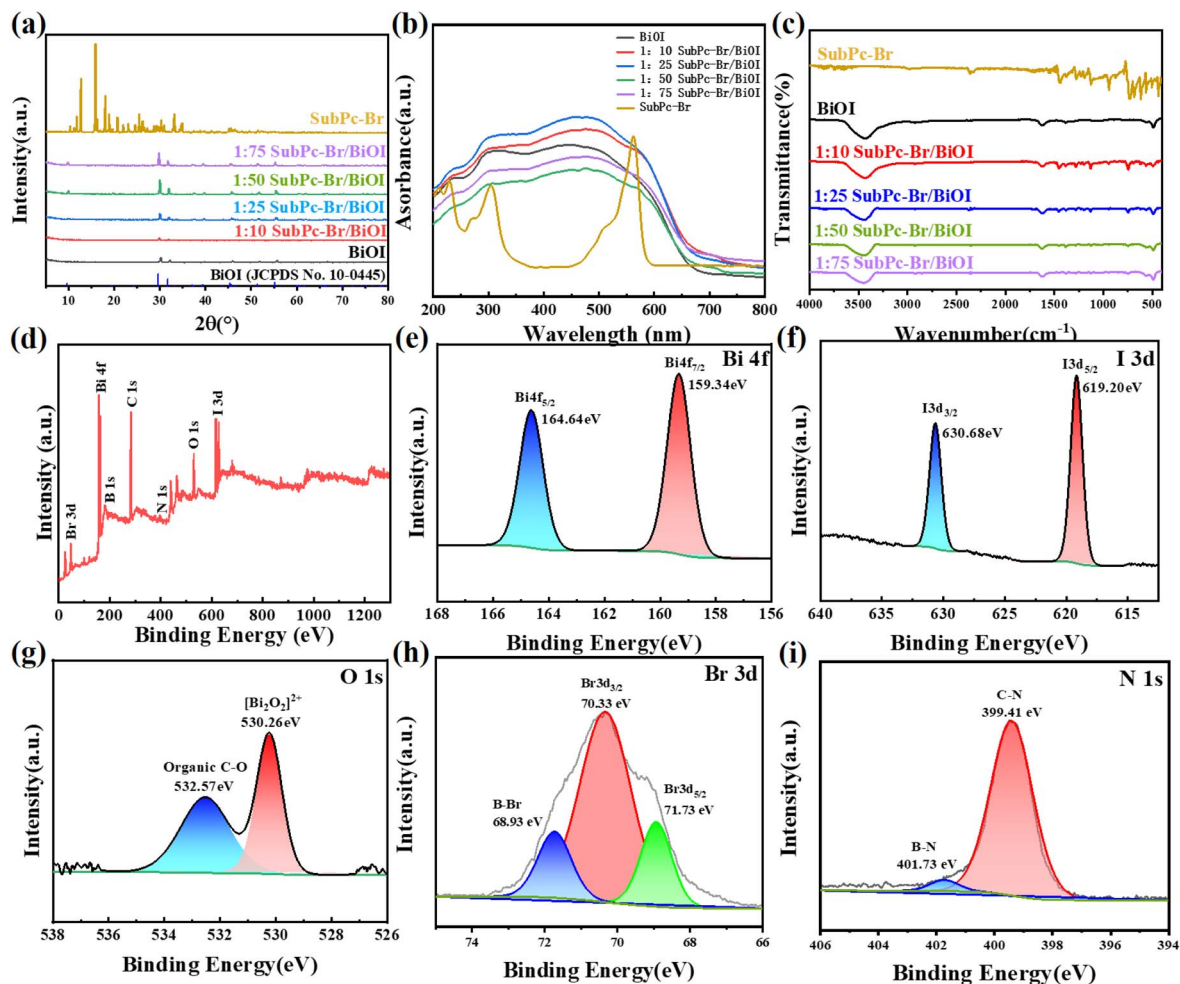 (a)
Intensity(a.u.)
SubPc-Br
1:75 SubPc-Br/BiOI
1:50 SubPc-Br/BiOI
1:25 SubPc-Br/BiOI
1:10 SubPc-Br/BiOI
BiOI
BiOI (JCPDS No. 10-0445)
0 10 20 30 40 50 60 70 80
2θ(°)
(b)
Asorbance(a.u.)
BiOI
1: 10 SubPc-Br/BiOI
1: 25 SubPc-Br/BiOI
1: 50 SubPc-Br/BiOI
1: 75 SubPc-Br/BiOI
SubPc-Br
200 300 400 500 600 700 800
Wavelength (nm)
(c)
Transmittance(%)
SubPc-Br
BiOI
1:10 SubPc-Br/BiOI
1:25 SubPc-Br/BiOI
1:50 SubPc-Br/BiOI
1:75 SubPc-Br/BiOI
4000 3500 3000 2500 2000 1500 1000 500
Wavenumber(cm⁻¹)
(d)
Intensity (a.u.)
Br 3d
Bi 4f
B 1s
C 1s
N 1s
O 1s
I 3d
0 200 400 600 800 1000 1200
Binding Energy (eV)
(e)
Bi 4f
Intensity (a.u.)
Bi4f5/2
164.64eV
Bi4f7/2
159.34eV
168 166 164 162 160 158 156
Binding Energy(eV)
(f)
I 3d
Intensity (a.u.)
I3d3/2
630.68eV
I3d5/2
619.20eV
640 635 630 625 620 615
Binding Energy(eV)
(g)
O 1s
Intensity(a.u.)
Organic C-O
532.57eV
[Bi₂O₂]²⁺
530.26eV
538 536 534 532 530 528 526
Binding Energy(eV)
(h)
Br 3d
Intensity(a.u.)
B-Br
68.93 eV
Br3d3/2
70.33 eV
Br3d5/2
71.73 eV
74 72 70 68 66
Binding Energy(eV)
(i)
N 1s
Intensity(a.u.)
B-N
401.73 eV
C-N
399.41 eV
406 404 402 400 398 396 394
Binding Energy(eV)